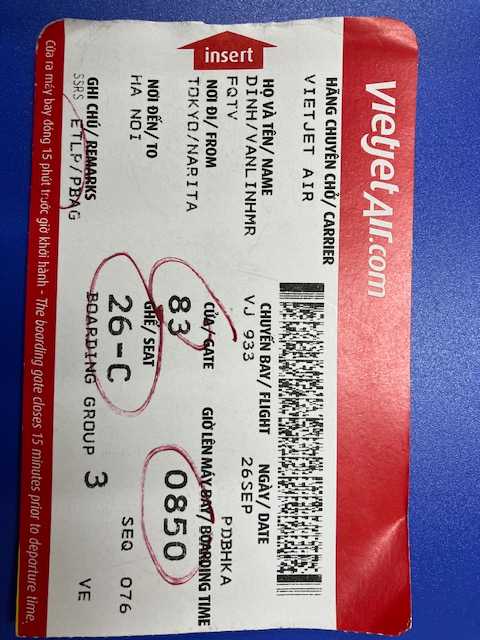 insert
vietjetAir.com
HÃNG CHUYÊN CHỞ/ CARRIER
VIETJET AIR
CHUYẾN BAY/ FLIGHT
VJ 933
NGÀY/ DATE
26SEP
HỌ VÀ TÊN/ NAME
DINH/VANLINHMR
FQTV
PDBHKA
NƠI ĐI/ FROM
TOKYO/NARITA
CỬA/ GATE
83
GIỜ LÊN MÁY BAY/ BOARDING TIME
0850
NƠI ĐẾN/ TO
HA NOI
GHẾ/ SEAT
26-C
SEQ 076
GHI CHÚ/ REMARKS
SSRS ETLP/PBAG
BOARDING GROUP 3
VE
Cửa ra máy bay đóng 15 phút trước giờ khởi hành - The boarding gate closes 15 minutes prior to departure time.